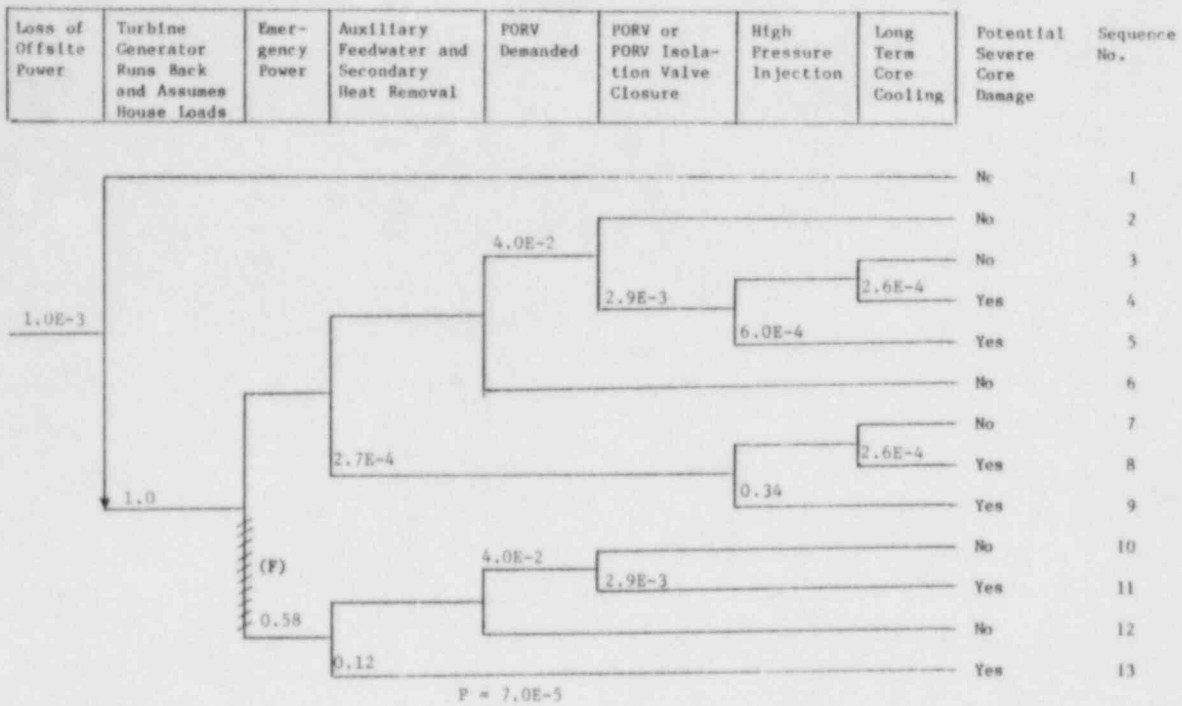 Loss of
Offsite
Power
Turbine
Generator
Runs Back
and Assumes
House Loads
Emer-
gency
Power
Auxiliary
Feedwater and
Secondary
Heat Removal
PORV
Demanded
PORV or
PORV Isola-
tion Valve
Closure
High
Pressure
Injection
Long
Term
Core
Cooling
Potential
Severe
Core
Damage
Sequence
No.
No 1
No 2
4.0E-2
No 3
2.6E-4
2.9E-3
Yes 4
1.0E-3
6.0E-4
Yes 5
No 6
No 7
2.7E-4
2.6E-4
Yes 8
1.0
0.34
Yes 9
No 10
4.0E-2
(F)
2.9E-3
Yes 11
0.58
No 12
0.12
Yes 13
P = 7.0E-5